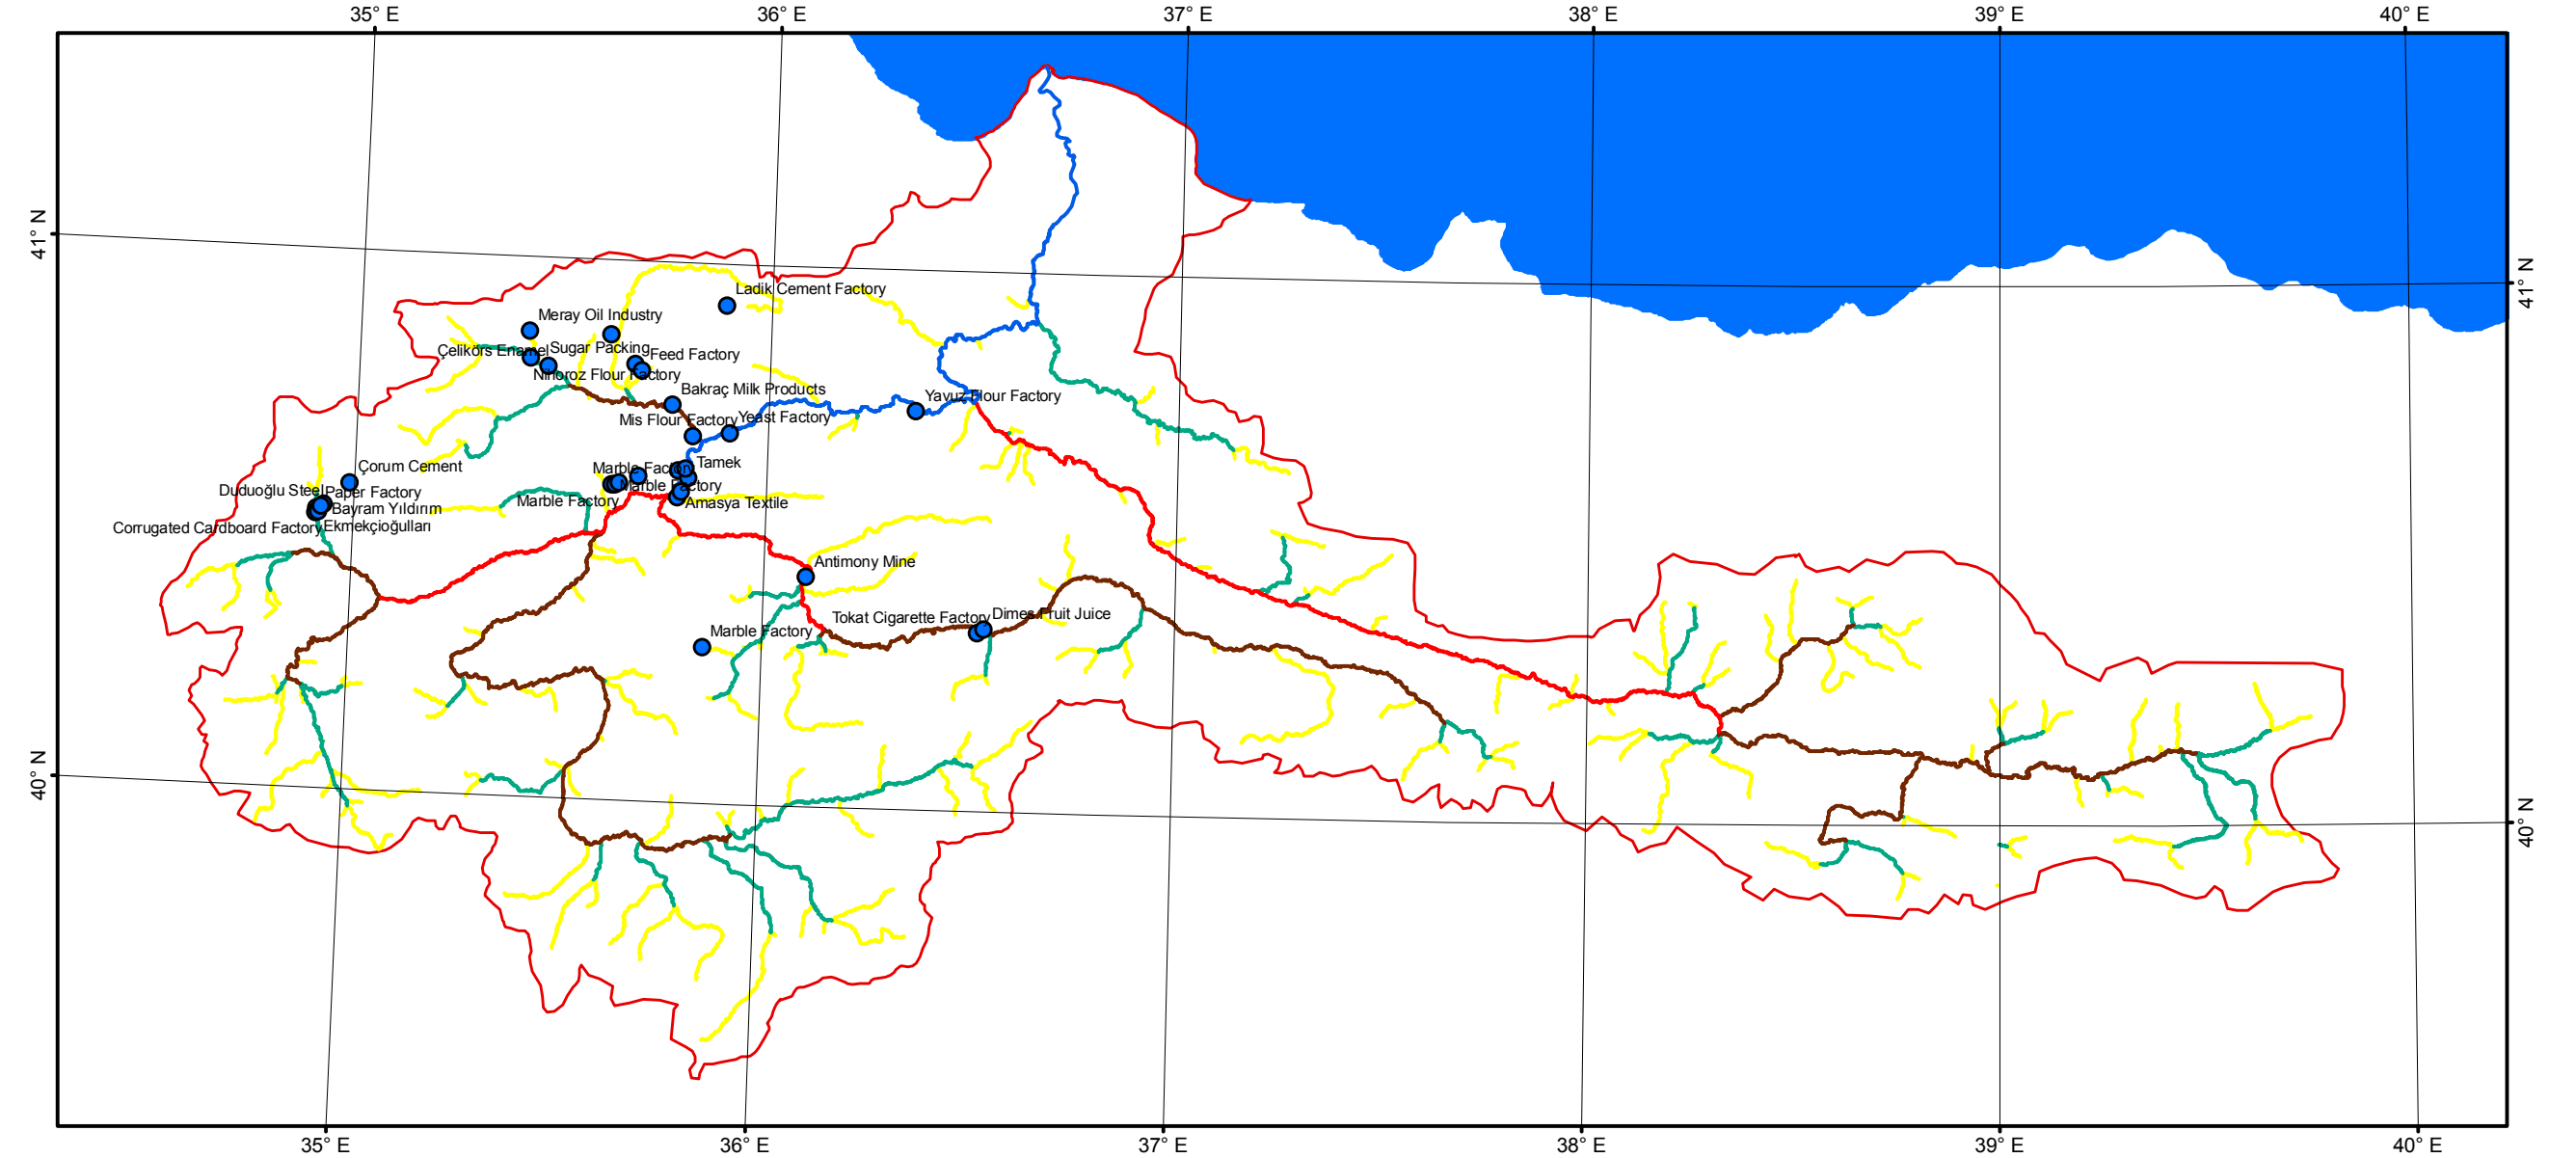 35° E
36° E
37° E
38° E
39° E
40° E
41° N
41° N
Ladik Cement Factory
Meray Oil Industry
Çelikors Enamel
Sugar Packing
Feed Factory
Nihoroz Flour Factory
Bakraç Milk Products
Yavuz Flour Factory
Mis Flour Factory
Yeast Factory
Çorum Cement
Marble Factory
Tamek
Duduoğlu Steel
Paper Factory
Marble Factory
Marble Factory
Amasya Textile
Bayram Yıldırım
Corrugated Cardboard Factory
Ekmekçioğulları
Antimony Mine
Tokat Cigarette Factory
Dimes Fruit Juice
Marble Factory
40° N
40° N
35° E
36° E
37° E
38° E
39° E
40° E